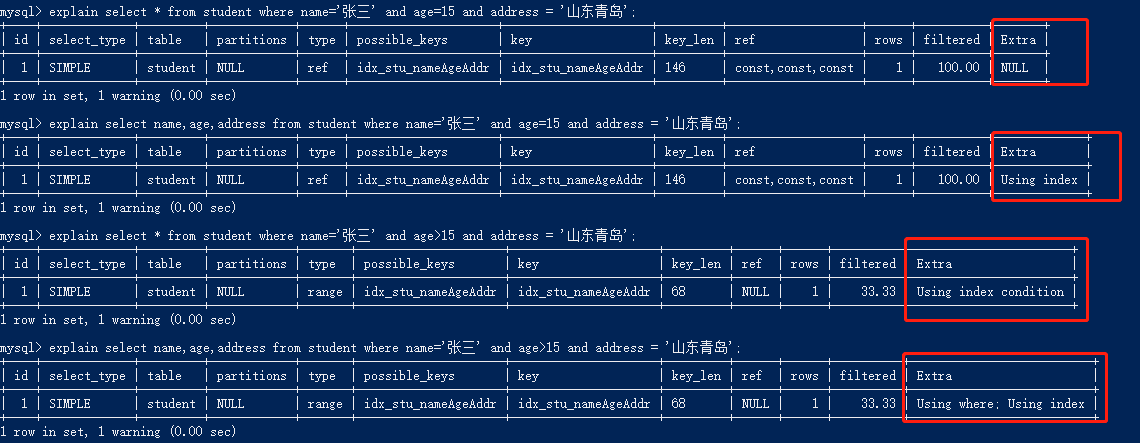 mysql> explain select * from student where name='张三' and age=15 and address = '山东青岛';
| id | select_type | table | partitions | type | possible_keys | key | key_len | ref | rows | filtered | Extra |
| 1 | SIMPLE | student | NULL | ref | idx_stu_nameAgeAddr | idx_stu_nameAgeAddr | 146 | const,const,const | 1 | 100.00 | NULL |
1 row in set, 1 warning (0.00 sec)
mysql> explain select name,age,address from student where name='张三' and age=15 and address = '山东青岛';
| id | select_type | table | partitions | type | possible_keys | key | key_len | ref | rows | filtered | Extra |
| 1 | SIMPLE | student | NULL | ref | idx_stu_nameAgeAddr | idx_stu_nameAgeAddr | 146 | const,const,const | 1 | 100.00 | Using index |
1 row in set, 1 warning (0.00 sec)
mysql> explain select * from student where name='张三' and age>15 and address = '山东青岛';
| id | select_type | table | partitions | type | possible_keys | key | key_len | ref | rows | filtered | Extra |
| 1 | SIMPLE | student | NULL | range | idx_stu_nameAgeAddr | idx_stu_nameAgeAddr | 68 | NULL | 1 | 33.33 | Using index condition |
1 row in set, 1 warning (0.00 sec)
mysql> explain select name,age,address from student where name='张三' and age>15 and address = '山东青岛';
| id | select_type | table | partitions | type | possible_keys | key | key_len | ref | rows | filtered | Extra |
| 1 | SIMPLE | student | NULL | range | idx_stu_nameAgeAddr | idx_stu_nameAgeAddr | 68 | NULL | 1 | 33.33 | Using where; Using index |
1 row in set, 1 warning (0.00 sec)